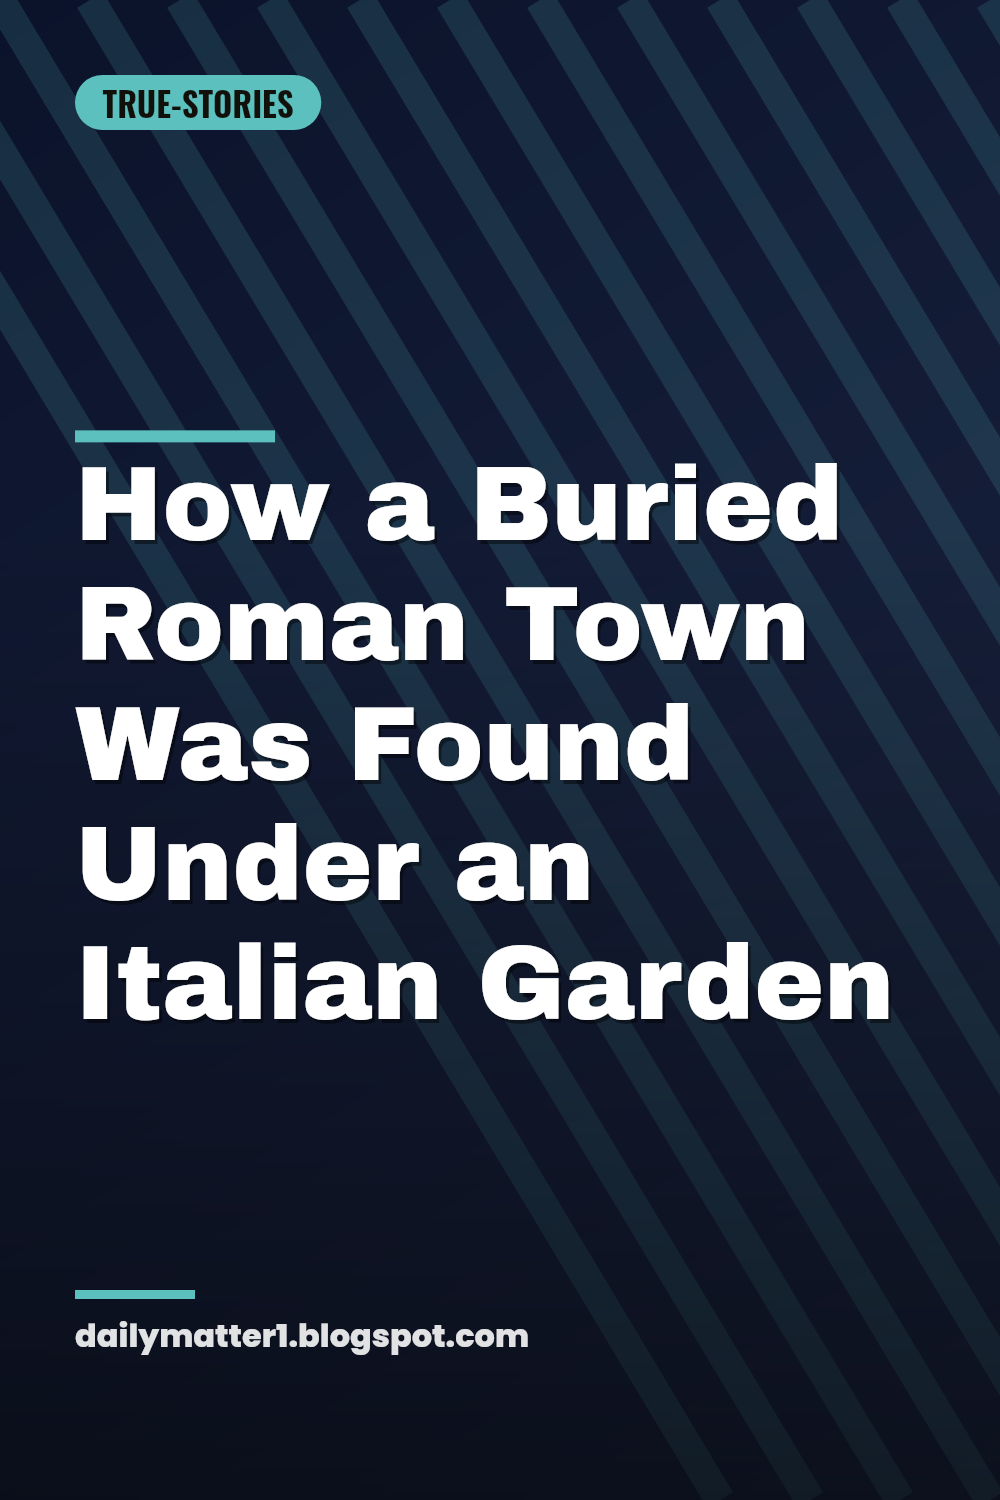 TRUE-STORIES
How a Buried
Roman Town
Was Found
Under an
Italian Garden
dailymatter1.blogspot.com